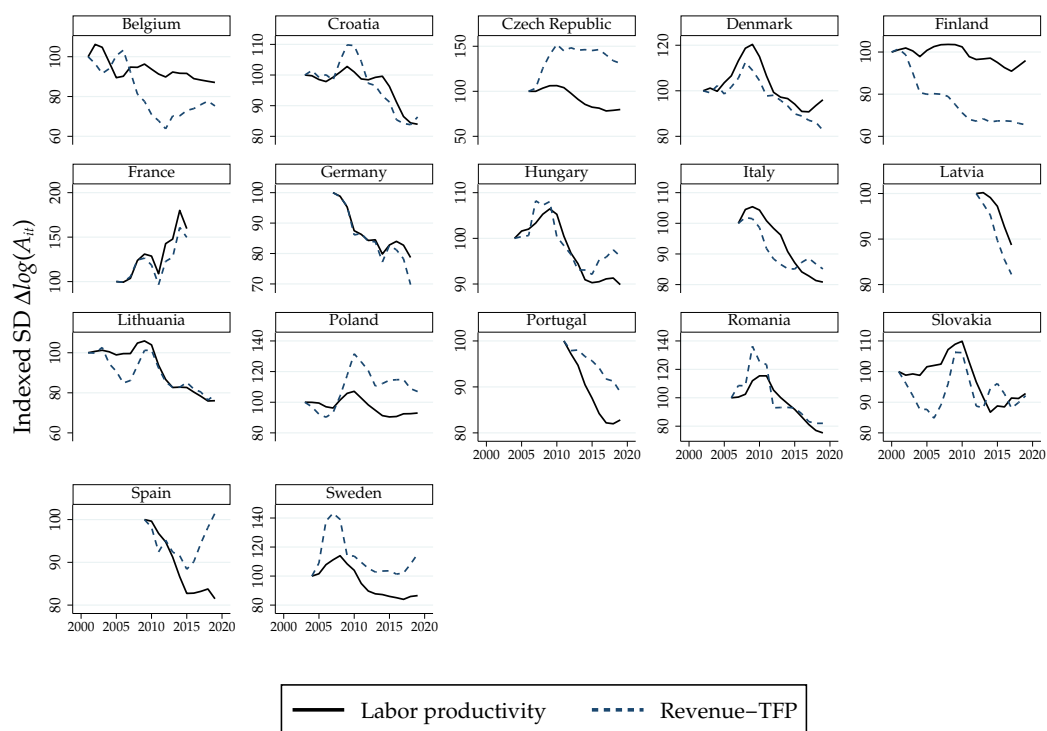 Belgium
Croatia
Czech Republic
Denmark
Finland
60 80 100
80 90 100 110
50 100 150
80 100 120
60 80 100
France
Germany
Hungary
Italy
Latvia
100 150 200
70 80 90 100
90 100 110
80 90 100 110
80 90 100
Lithuania
Poland
Portugal
Romania
Slovakia
60 80 100
80 100 120 140
80 90 100
80 100 120 140
80 90 100 110
2000 2005 2010 2015 2020
2000 2005 2010 2015 2020
2000 2005 2010 2015 2020
Spain
Sweden
80 90 100
80 100 120 140
2000 2005 2010 2015 2020
2000 2005 2010 2015 2020
Indexed SD Δlog(A_it)
Labor productivity
Revenue–TFP